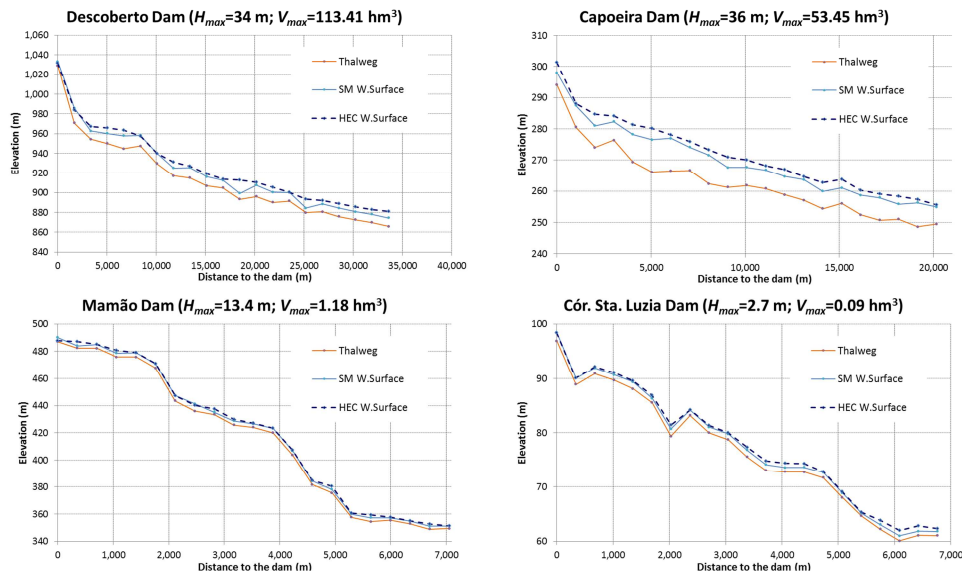 Descoberto Dam (Hmax=34 m; Vmax=113.41 hm³)
1,060
1,040
1,020
1,000
980
960
940
920
900
880
860
840
Elevation (m)
Thalweg
SM W.Surface
HEC W.Surface
0 5,000 10,000 15,000 20,000 25,000 30,000 35,000 40,000
Distance to the dam (m)
Capoeira Dam (Hmax=36 m; Vmax=53.45 hm³)
310
300
290
280
270
260
250
240
Elevation (m)
Thalweg
SM W.Surface
HEC W.Surface
0 5,000 10,000 15,000 20,000
Distance to the dam (m)
Mamão Dam (Hmax=13.4 m; Vmax=1.18 hm³)
500
480
460
440
420
400
380
360
340
Elevation (m)
Thalweg
SM W.Surface
HEC W.Surface
0 1,000 2,000 3,000 4,000 5,000 6,000 7,000
Distance to the dam (m)
Cór. Sta. Luzia Dam (Hmax=2.7 m; Vmax=0.09 hm³)
100
90
80
70
60
Elevation (m)
Thalweg
SM W.Surface
HEC W.Surface
0 1,000 2,000 3,000 4,000 5,000 6,000 7,000
Distance to the dam (m)